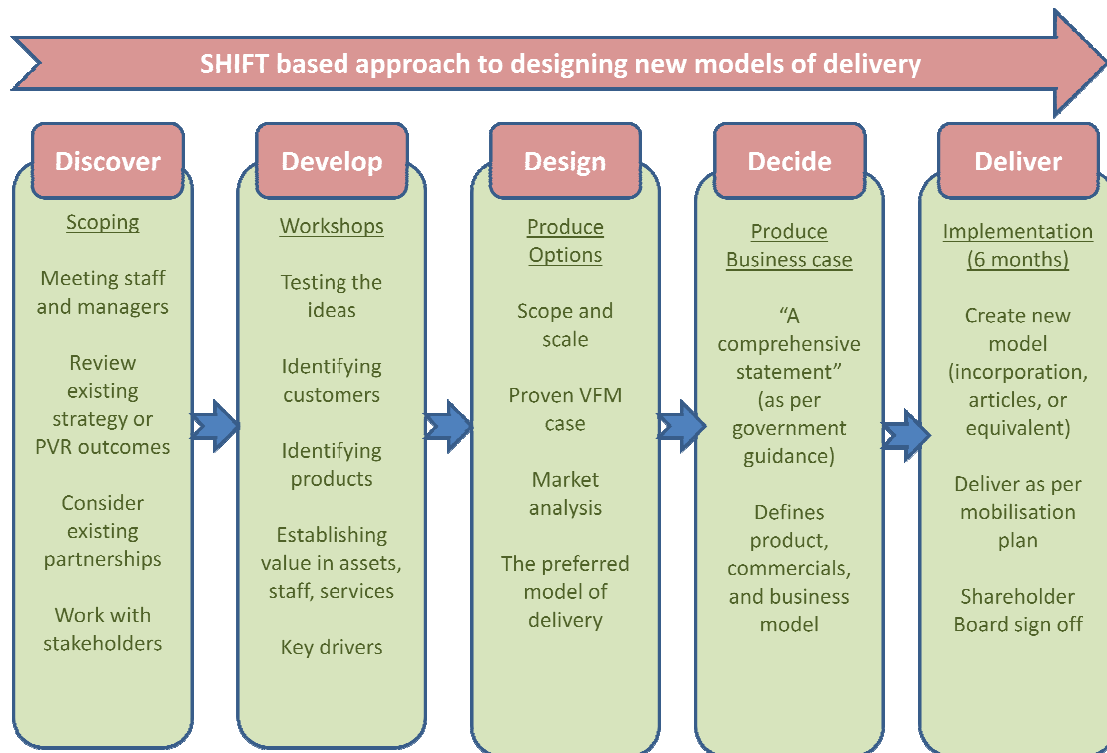 SHIFT based approach to designing new models of delivery
Discover
Scoping
Meeting staff
and managers
Review
existing
strategy or
PVR outcomes
Consider
existing
partnerships
Work with
stakeholders
Develop
Workshops
Testing the
ideas
Identifying
customers
Identifying
products
Establishing
value in assets,
staff, services
Key drivers
Design
Produce
Options
Scope and
scale
Proven VFM
case
Market
analysis
The preferred
model of
delivery
Decide
Produce
Business case
“A
comprehensive
statement”
(as per
government
guidance)
Defines
product,
commercials,
and business
model
Deliver
Implementation
(6 months)
Create new
model
(incorporation,
articles, or
equivalent)
Deliver as per
mobilisation
plan
Shareholder
Board sign off